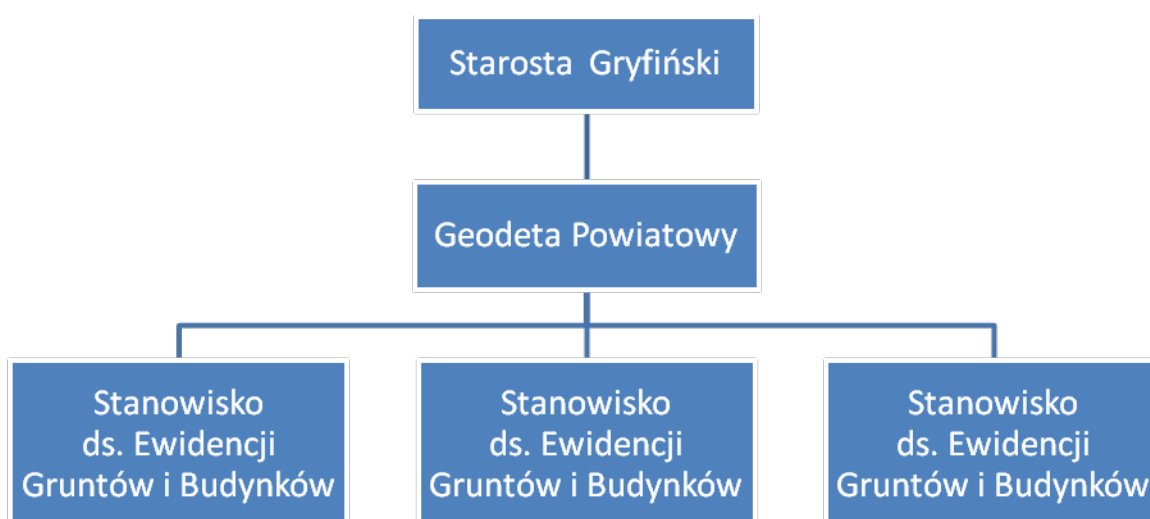 Starosta Gryfiński
Geodeta Powiatowy
Stanowisko
ds. Ewidencji
Gruntów i Budynków
Stanowisko
ds. Ewidencji
Gruntów i Budynków
Stanowisko
ds. Ewidencji
Gruntów i Budynków